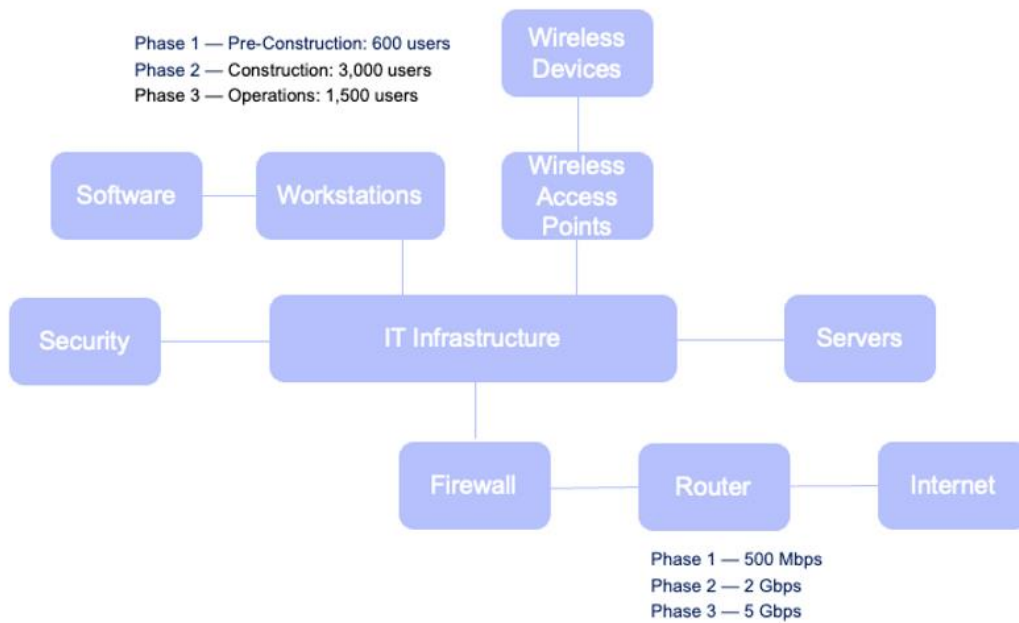 Phase 1 — Pre-Construction: 600 users
Phase 2 — Construction: 3,000 users
Phase 3 — Operations: 1,500 users
Wireless
Devices
Software
Workstations
Wireless
Access
Points
Security
IT Infrastructure
Servers
Firewall
Router
Internet
Phase 1 — 500 Mbps
Phase 2 — 2 Gbps
Phase 3 — 5 Gbps